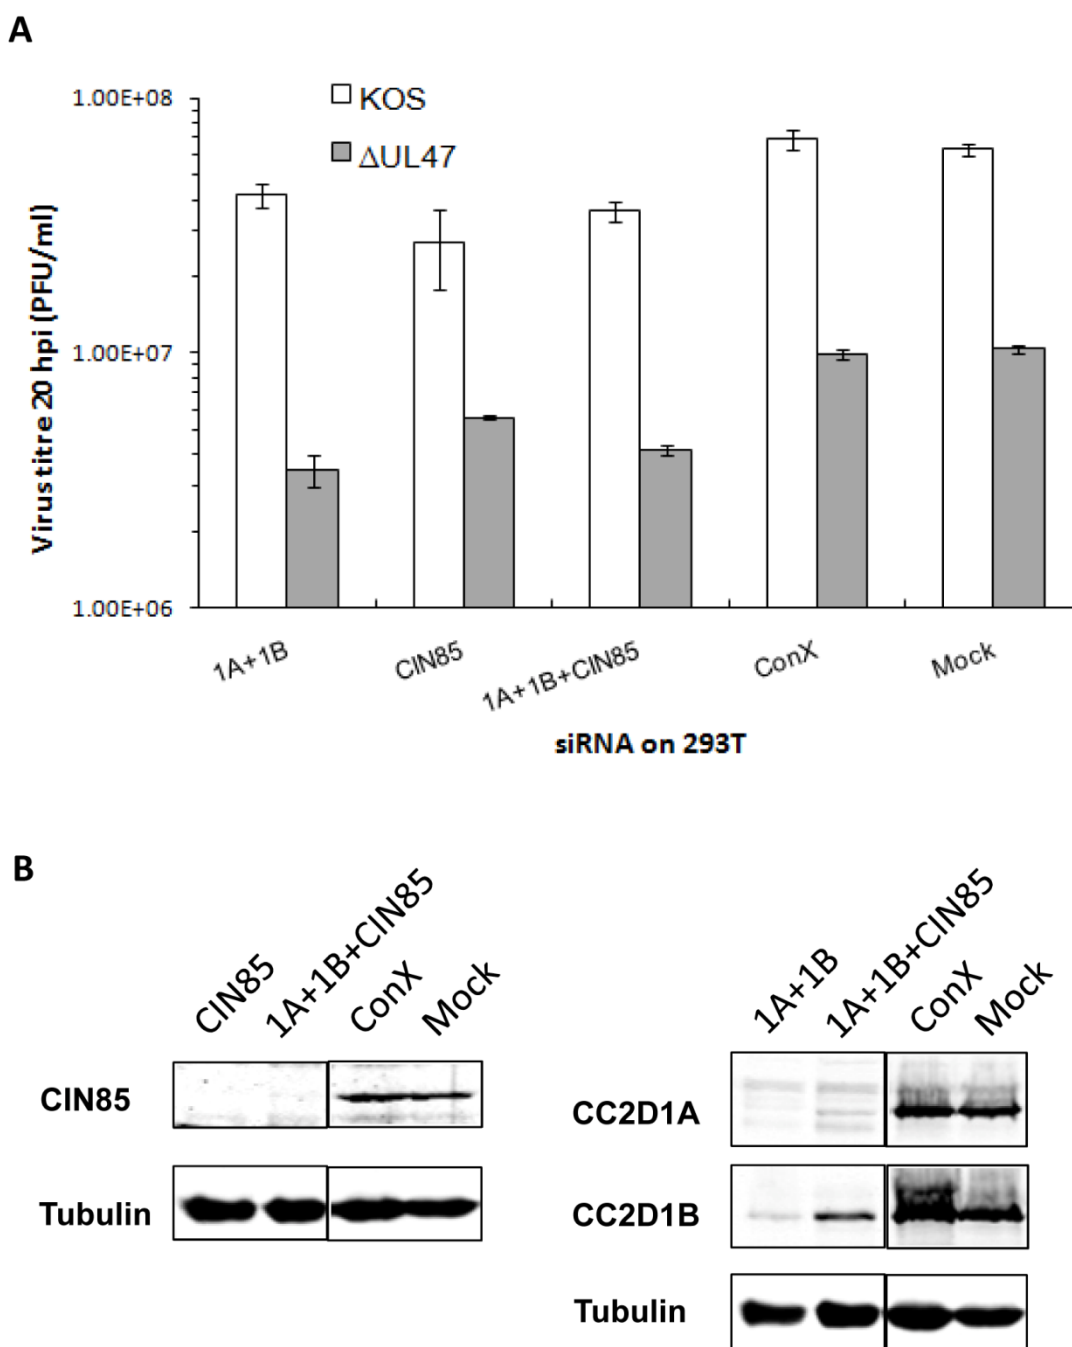 A
1.00E+08
1.00E+07
1.00E+06
Virus titre 20 hpi (PFU/ml)
KOS
ΔUL47
1A+1B
CIN85
1A+1B+CIN85
ConX
Mock
siRNA on 293T
B
CIN85
1A+1B+CIN85
ConX
Mock
CIN85
Tubulin
1A+1B
1A+1B+CIN85
ConX
Mock
CC2D1A
CC2D1B
Tubulin